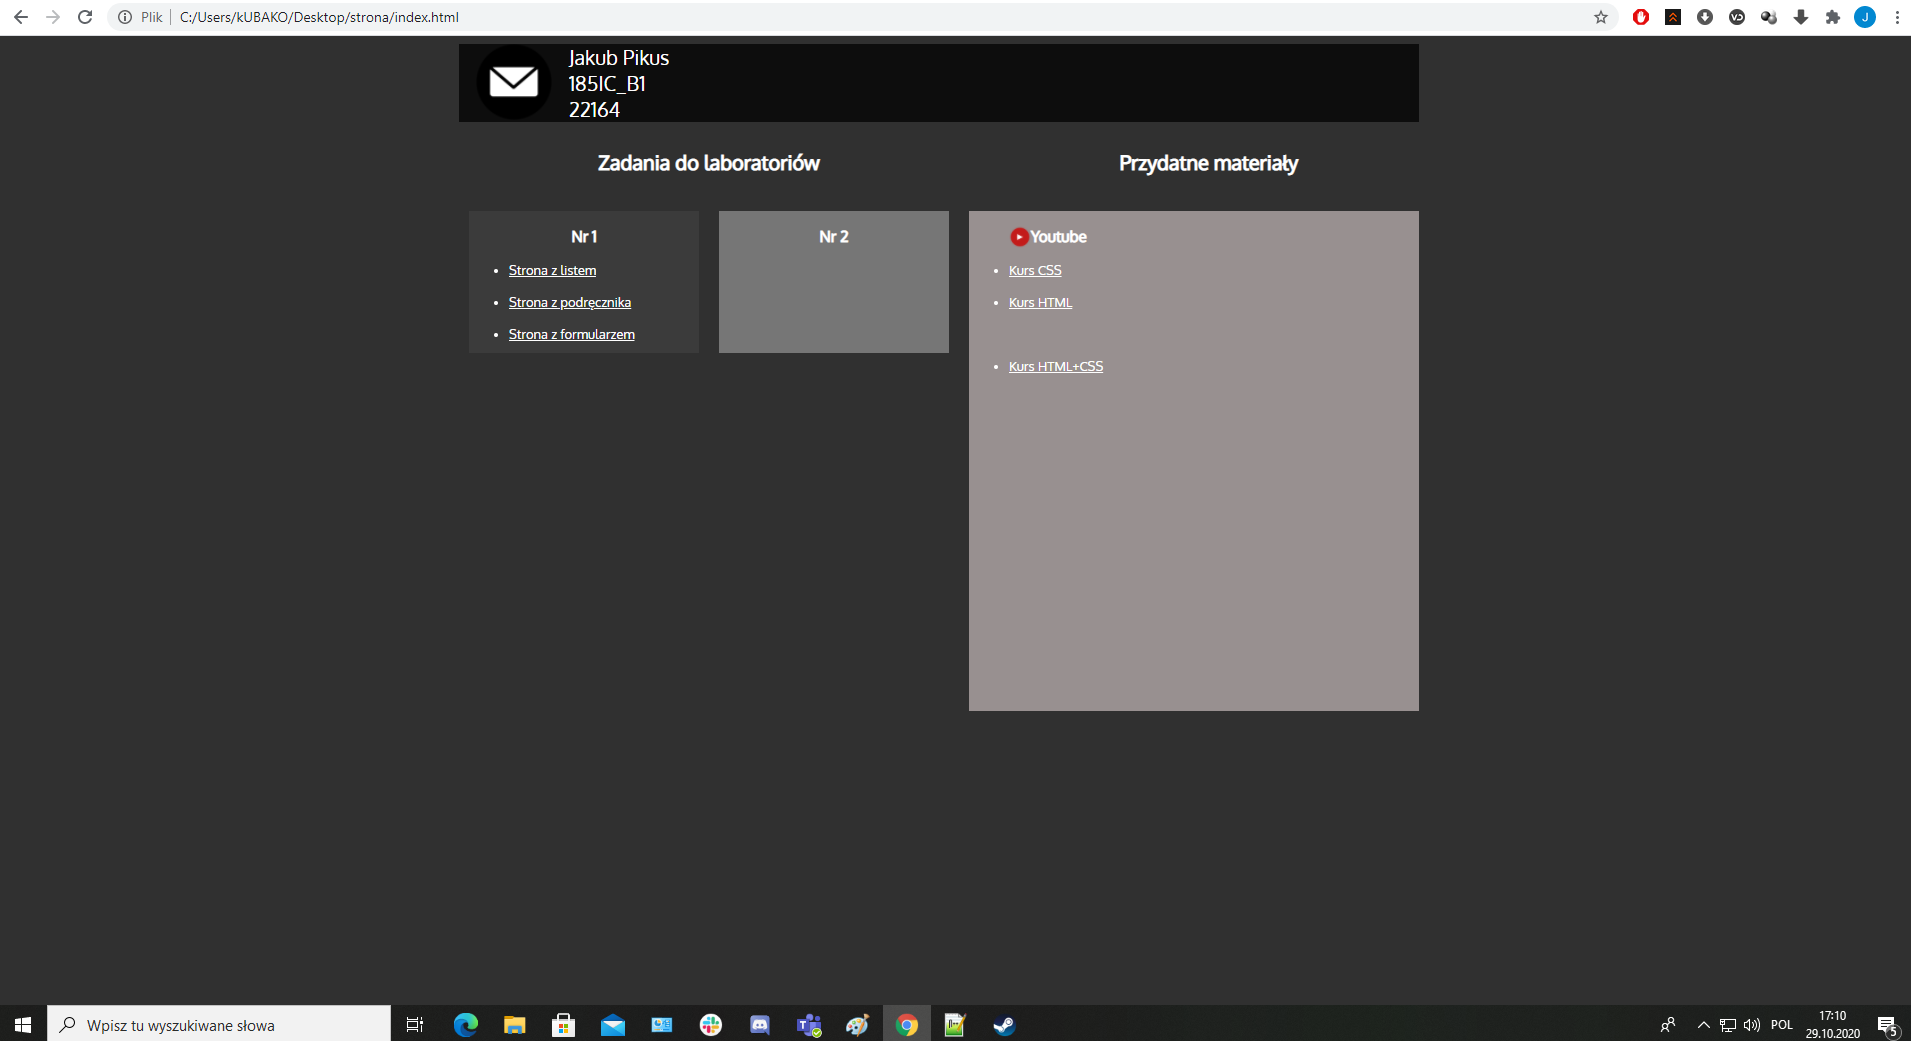 Plik
C:/Users/kUBAKO/Desktop/strona/index.html
J
Jakub Pikus
185IC_B1
22164
Zadania do laboratoriów
Przydatne materiały
Nr 1
Strona z listem
Strona z podręcznika
Strona z formularzem
Nr 2
Youtube
Kurs CSS
Kurs HTML
Kurs HTML+CSS
Wpisz tu wyszukiwane słowa
POL
17:10
29.10.2020
5